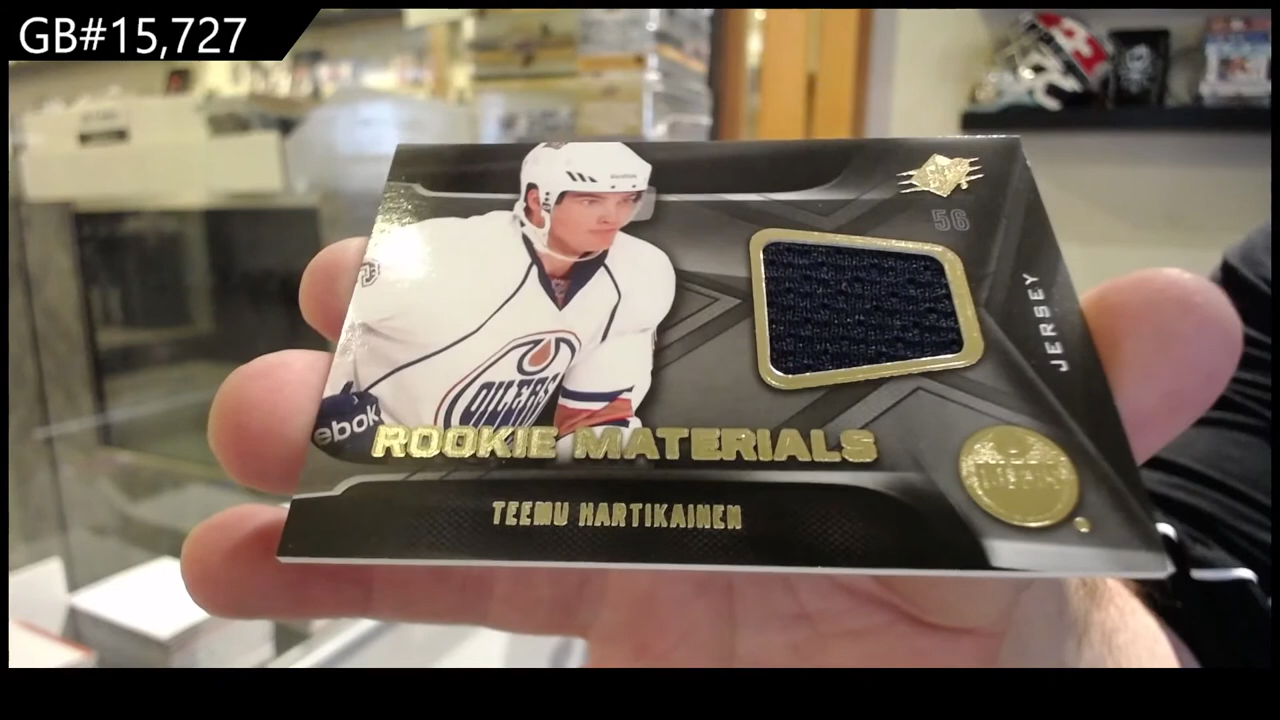 GB#15,727
56
JERSEY
OILERS
ebok
ROOKIE MATERIALS
TEEMU HARTIKAINEN